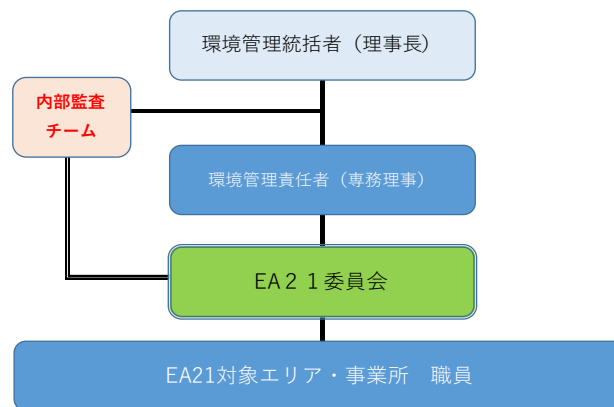 環境管理統括者（理事長）
内部監査
チーム
環境管理責任者（専務理事）
EA２１委員会
EA21対象エリア・事業所　職員